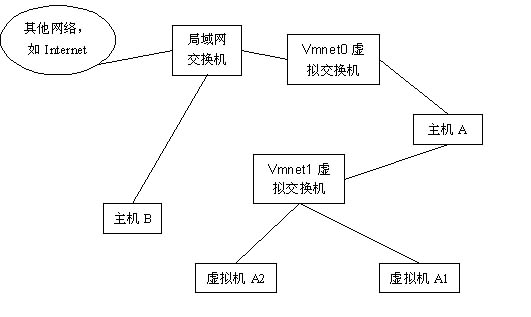 其他网络，
如 Internet
局域网
交换机
Vmnet0 虚
拟交换机
主机 A
Vmnet1 虚
拟交换机
主机 B
虚拟机 A2
虚拟机 A1